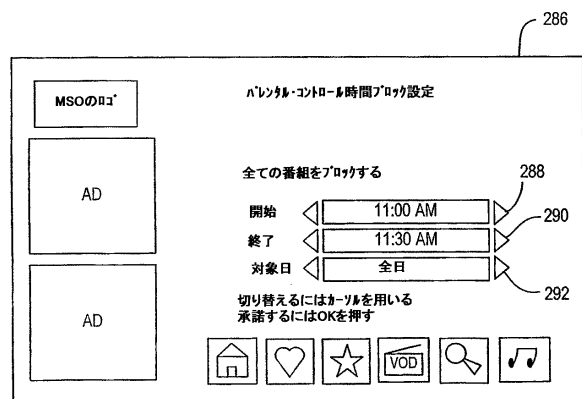 286
MSOのﾛｺﾞ
ﾊﾟﾚﾝﾀﾙ・ｺﾝﾄﾛｰﾙ時間ﾌﾞﾛｯｸ設定
AD
全ての番組をﾌﾞﾛｯｸする
288
開始 11:00 AM
290
終了 11:30 AM
対象日 全日
292
AD
切り替えるにはｶｰｿﾙを用いる
承諾するにはOKを押す
VOD